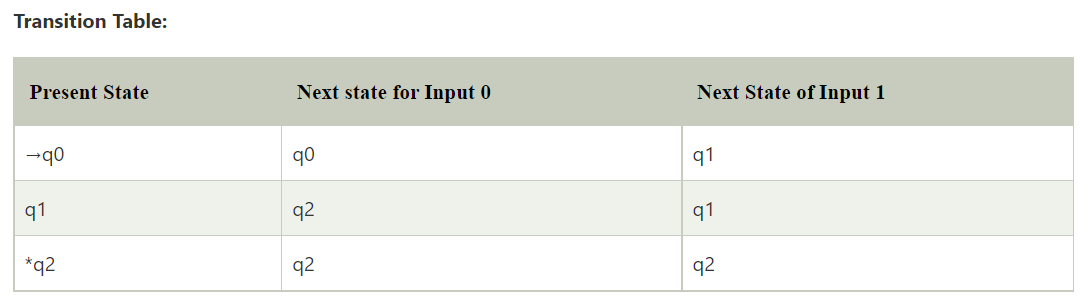 Transition Table:
Present State Next state for Input 0 Next State of Input 1
→q0 q0 q1
q1 q2 q1
*q2 q2 q2